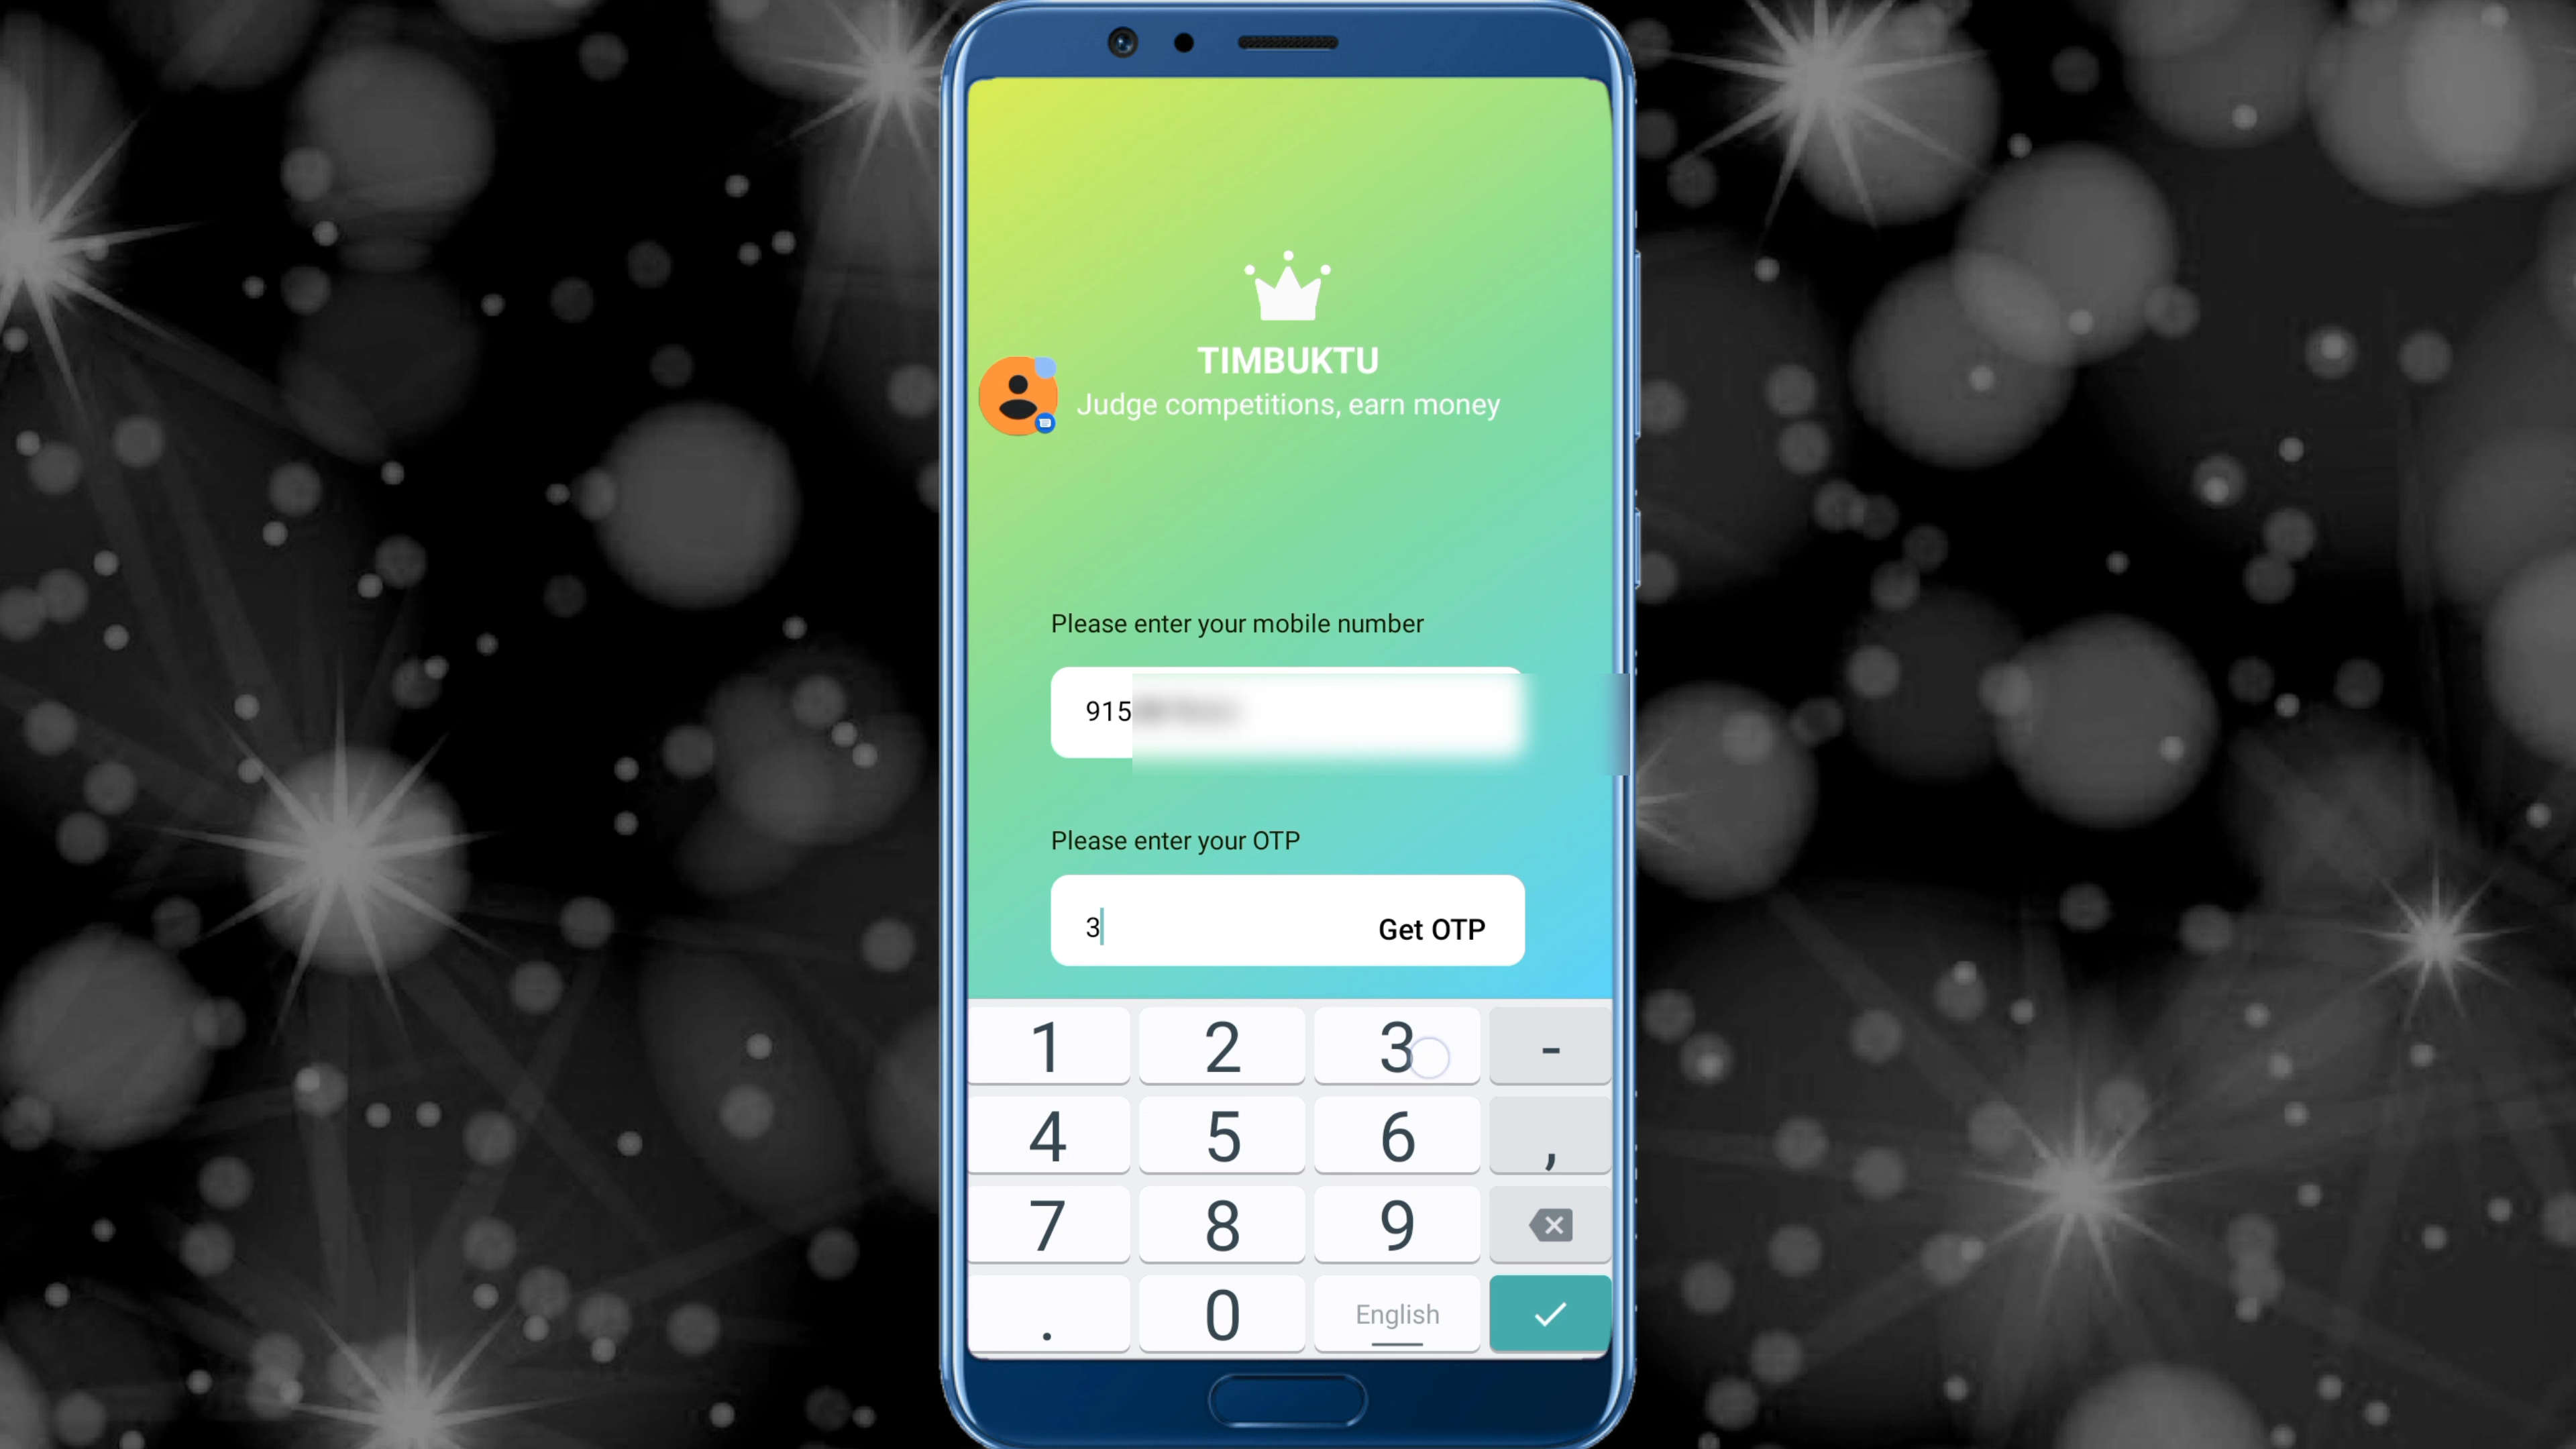 TIMBUKTU
Judge competitions, earn money
Please enter your mobile number
915
Please enter your OTP
3
Get OTP
1 2 3 -
4 5 6 ,
7 8 9
. 0 English